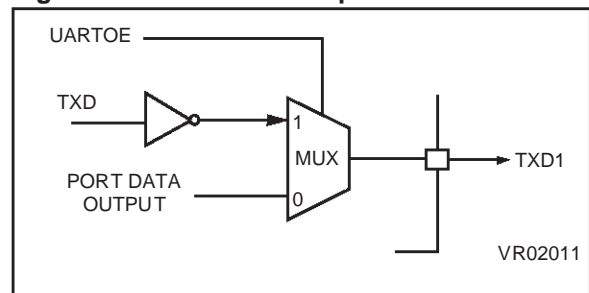 UARTOE
TXD
1
MUX
TXD1
PORT DATA
OUTPUT
0
VR02011